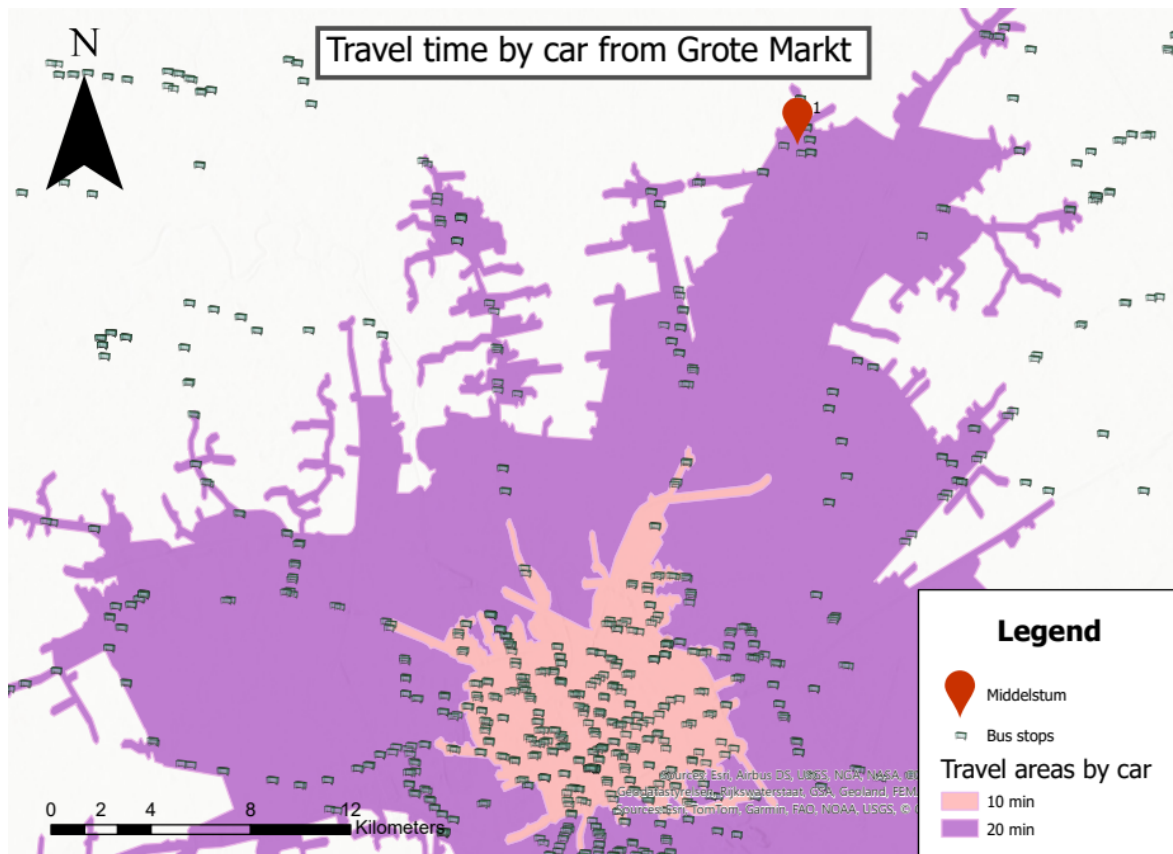 N
Travel time by car from Grote Markt
1
Legend
Middelstum
Bus stops
Travel areas by car
10 min
20 min
Sources: Esri, Airbus DS, USGS, NGA, NASA,
Geodatastyrelsen, Rijkswaterstaat, GSA, Geoland, FEMA,
Sources: Esri, TomTom, Garmin, FAO, NOAA, USGS, ©
0 2 4 8 12
Kilometers